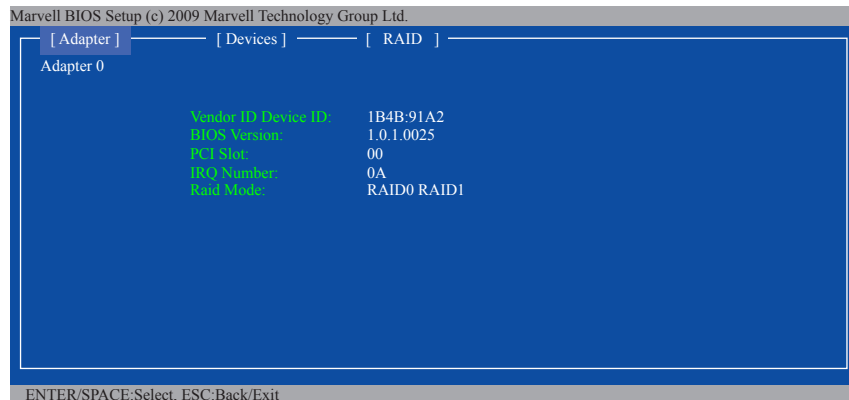 Marvell BIOS Setup (c) 2009 Marvell Technology Group Ltd.
[ Adapter ] [ Devices ] [ RAID ]
Adapter 0
Vendor ID Device ID: 1B4B:91A2
BIOS Version: 1.0.1.0025
PCI Slot: 00
IRQ Number: 0A
Raid Mode: RAID0 RAID1
ENTER/SPACE:Select, ESC:Back/Exit